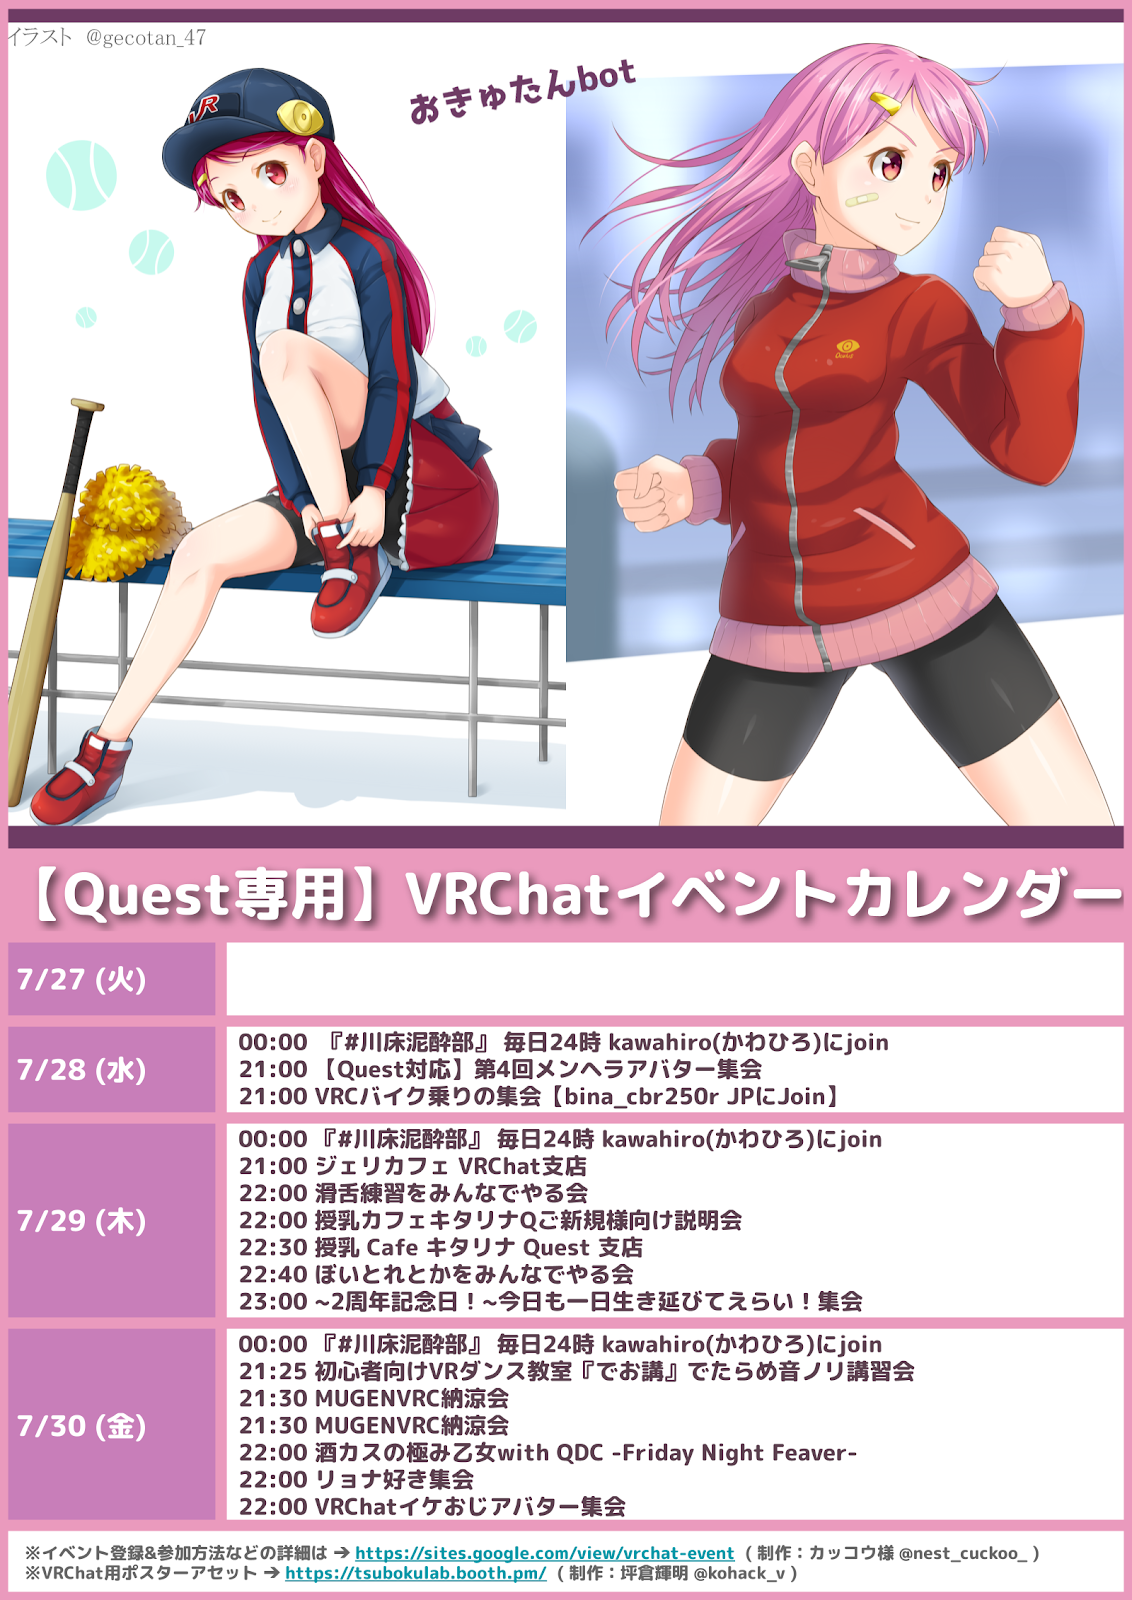 イラスト @gecotan_47
おきゅたんbot
VR
Quest
【Quest専用】VRChatイベントカレンダー
7/27 (火)
7/28 (水)
00:00 『#川床泥酔部』 毎日24時 kawahiro(かわひろ)にjoin
21:00 【Quest対応】第4回メンヘラアバター集会
21:00 VRCバイク乗りの集会【bina_cbr250r JPにJoin】
7/29 (木)
00:00 『#川床泥酔部』 毎日24時 kawahiro(かわひろ)にjoin
21:00 ジェリカフェ VRChat支店
22:00 滑舌練習をみんなでやる会
22:00 授乳カフェキタリナQご新規様向け説明会
22:30 授乳 Cafe キタリナ Quest 支店
22:40 ぼいとれとかをみんなでやる会
23:00 ~2周年記念日！~今日も一日生き延びてえらい！集会
7/30 (金)
00:00 『#川床泥酔部』 毎日24時 kawahiro(かわひろ)にjoin
21:25 初心者向けVRダンス教室『でお講』でたらめ音ノリ講習会
21:30 MUGENVRC納涼会
21:30 MUGENVRC納涼会
22:00 酒カスの極み乙女with QDC -Friday Night Feaver-
22:00 リョナ好き集会
22:00 VRChatイケおじアバター集会
※イベント登録&参加方法などの詳細は → https://sites.google.com/view/vrchat-event ( 制作：カッコウ様 @nest_cuckoo_ )
※VRChat用ポスターアセット → https://tsubokulab.booth.pm/ ( 制作：坪倉輝明 @kohack_v )